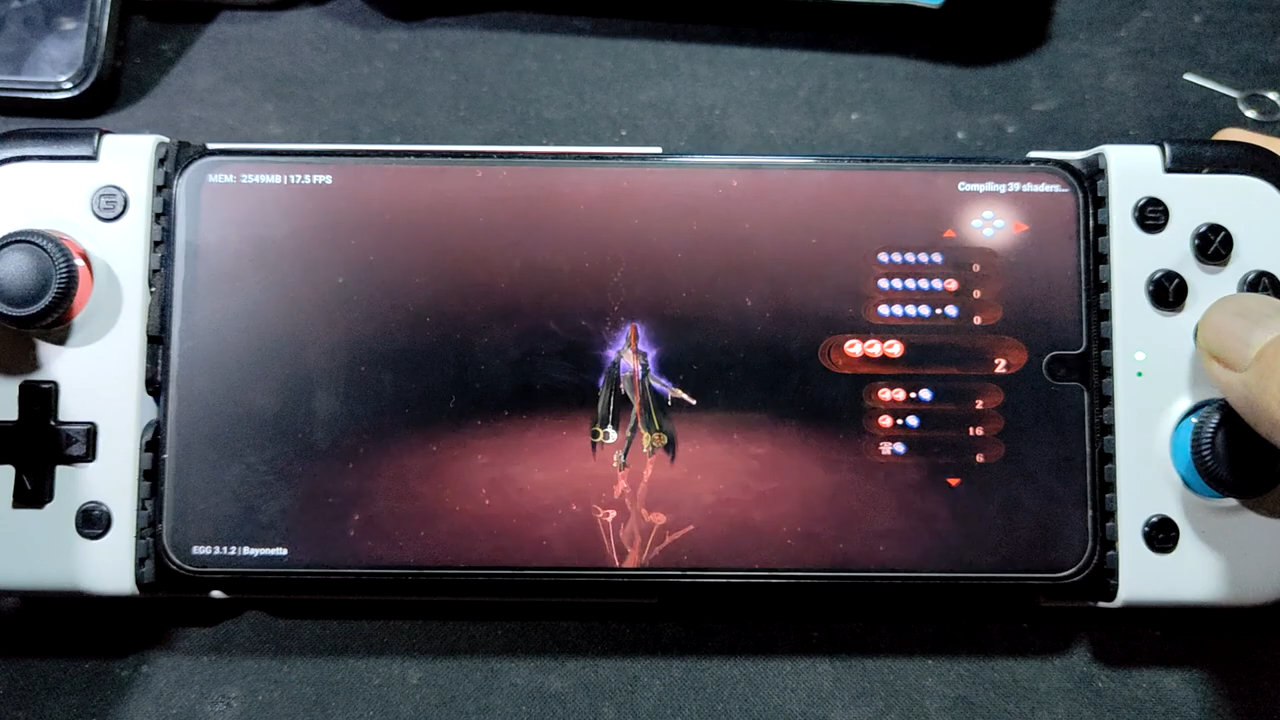 MEM: 2549MB | 17.5 FPS
Compiling 39 shaders...
0
0
0
2
2
16
6
EGG 3.1.2 | Bayonetta
G
S
X
Y
A